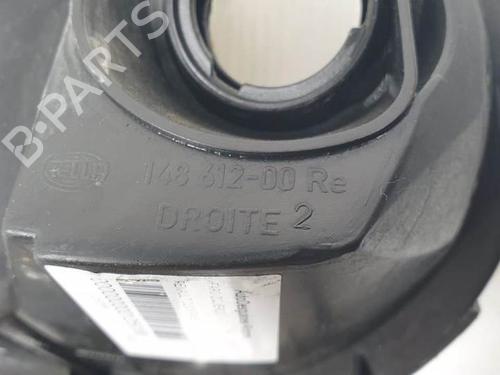 B-PARTS
HELLA
148 612-00 Re
DROITE 2